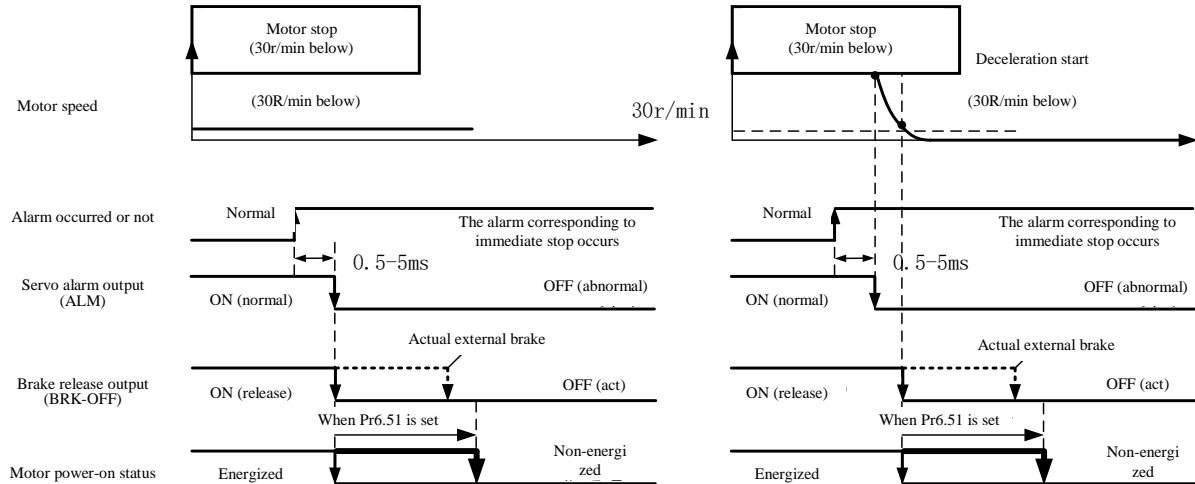 Motor stop
(30r/min below)
Motor stop
(30r/min below)
Deceleration start
Motor speed
(30R/min below)
30r/min
(30R/min below)
Alarm occurred or not
Normal
The alarm corresponding to
immediate stop occurs
Normal
The alarm corresponding to
immediate stop occurs
0.5-5ms
0.5-5ms
Servo alarm output
(ALM)
ON (normal)
OFF (abnormal)
ON (normal)
OFF (abnormal)
Actual external brake
Actual external brake
Brake release output
(BRK-OFF)
ON (release)
OFF (act)
ON (release)
OFF (act)
When Pr6.51 is set
When Pr6.51 is set
Motor power-on status
Energized
Non-energi
zed
Energized
Non-energi
zed